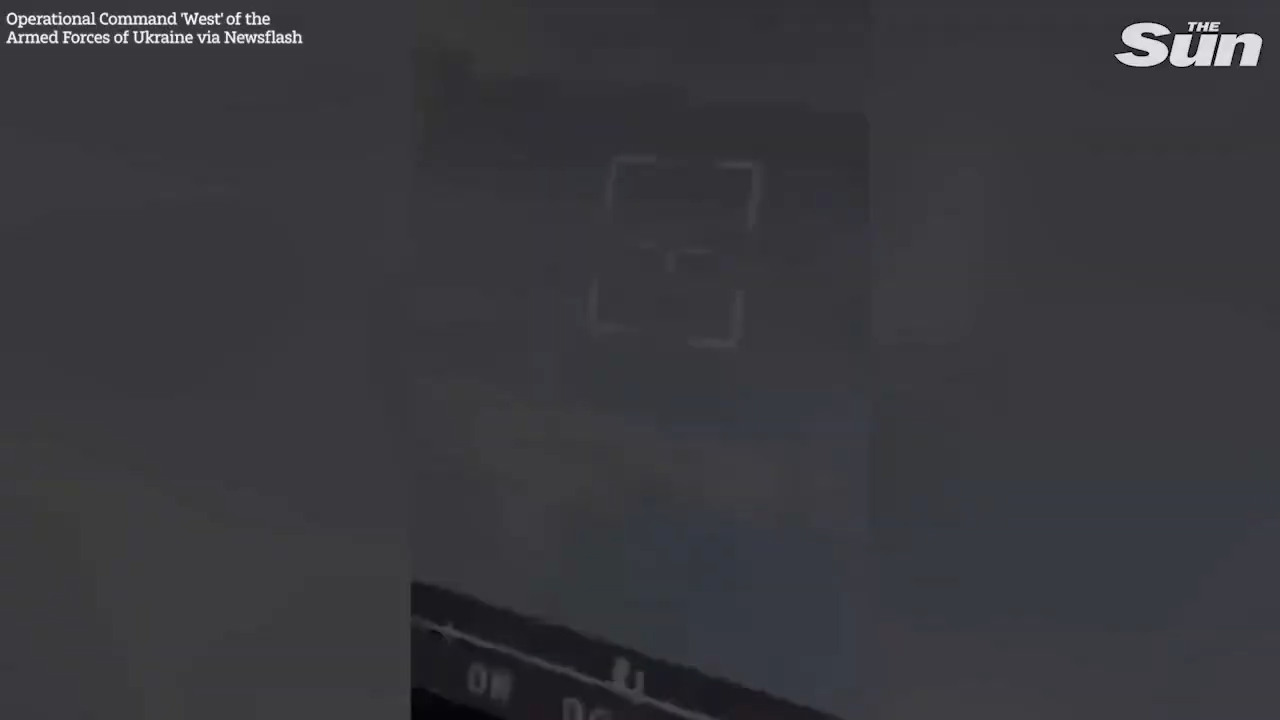 Operational Command 'West' of the
Armed Forces of Ukraine via Newsflash
THE
Sun